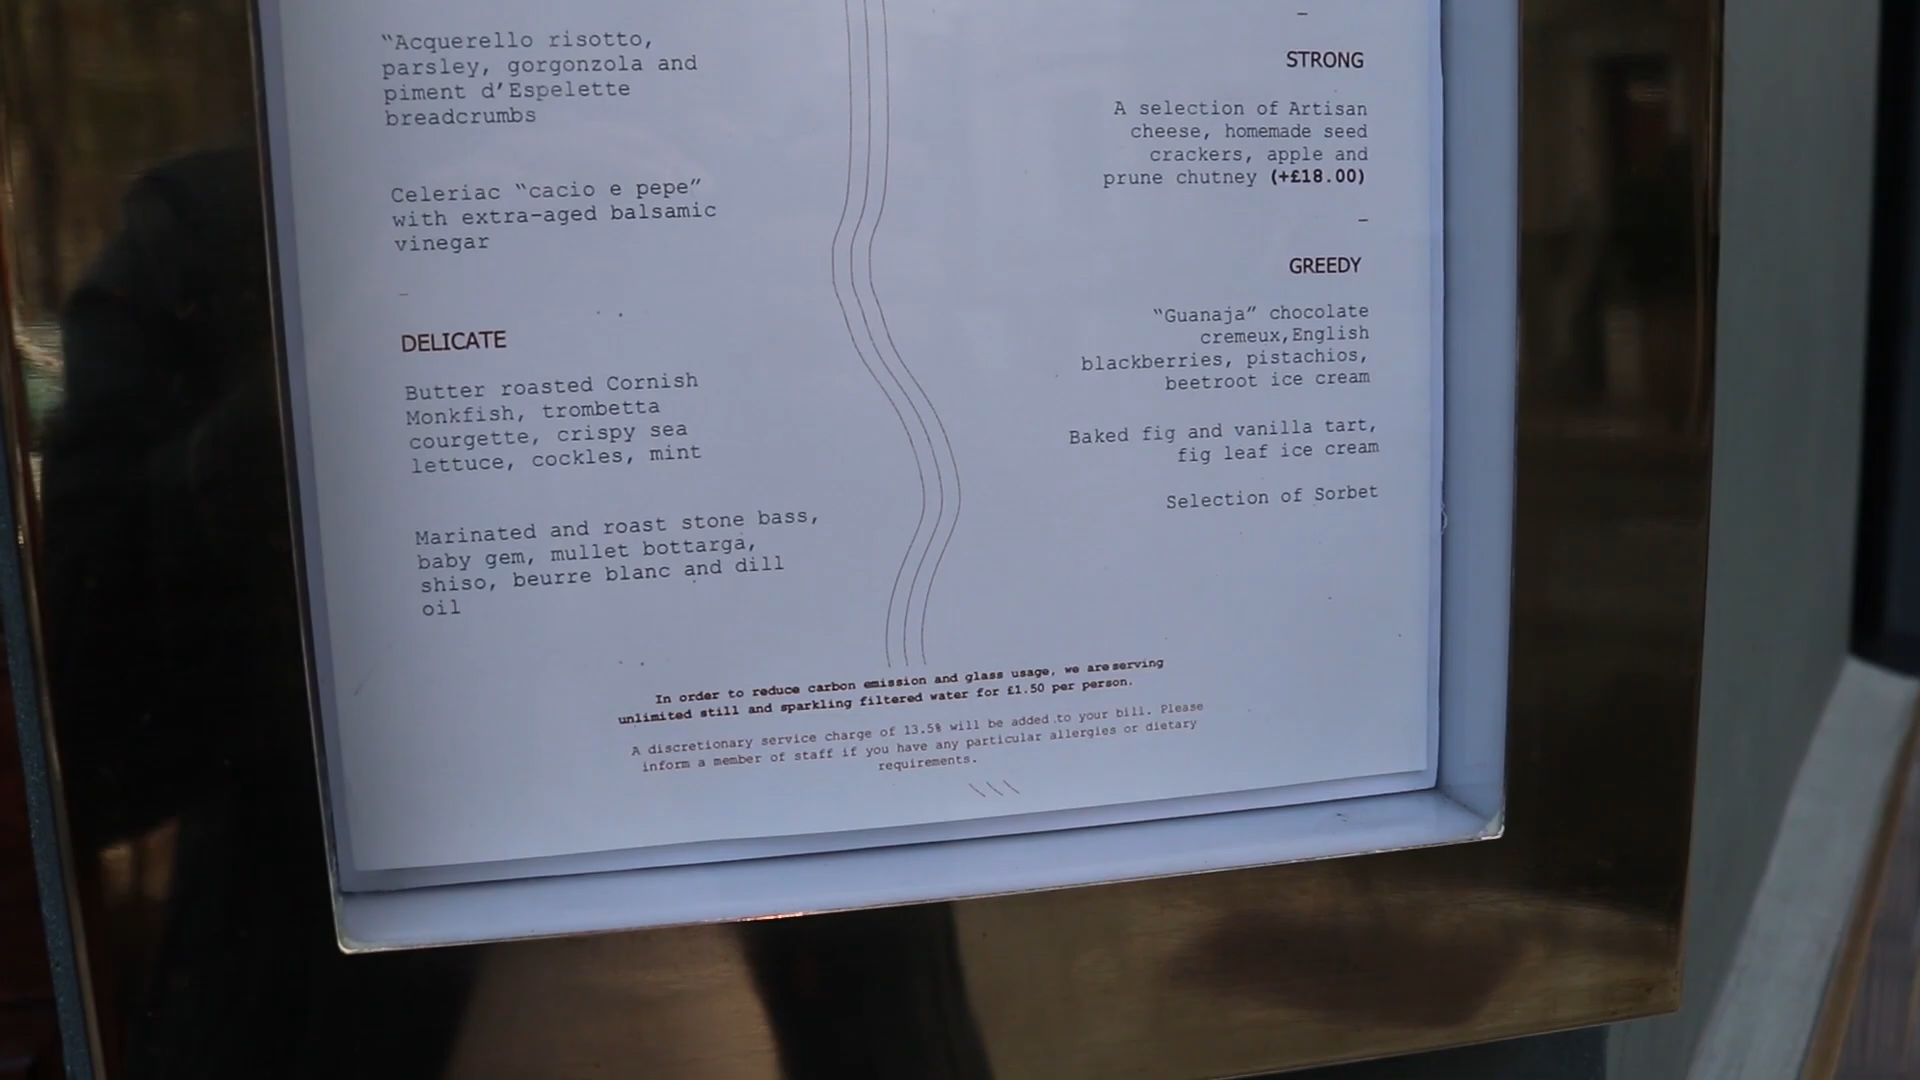 “Acquerello risotto,
parsley, gorgonzola and
piment d’Espelette
breadcrumbs
Celeriac “cacio e pepe”
with extra-aged balsamic
vinegar
–
DELICATE
Butter roasted Cornish
Monkfish, trombetta
courgette, crispy sea
lettuce, cockles, mint
Marinated and roast stone bass,
baby gem, mullet bottarga,
shiso, beurre blanc and dill
oil
–
STRONG
A selection of Artisan
cheese, homemade seed
crackers, apple and
prune chutney (+£18.00)
–
GREEDY
“Guanaja” chocolate
cremeux,English
blackberries, pistachios,
beetroot ice cream
Baked fig and vanilla tart,
fig leaf ice cream
Selection of Sorbet
In order to reduce carbon emission and glass usage, we are serving
unlimited still and sparkling filtered water for £1.50 per person.
A discretionary service charge of 13.5% will be added to your bill. Please
inform a member of staff if you have any particular allergies or dietary
requirements.